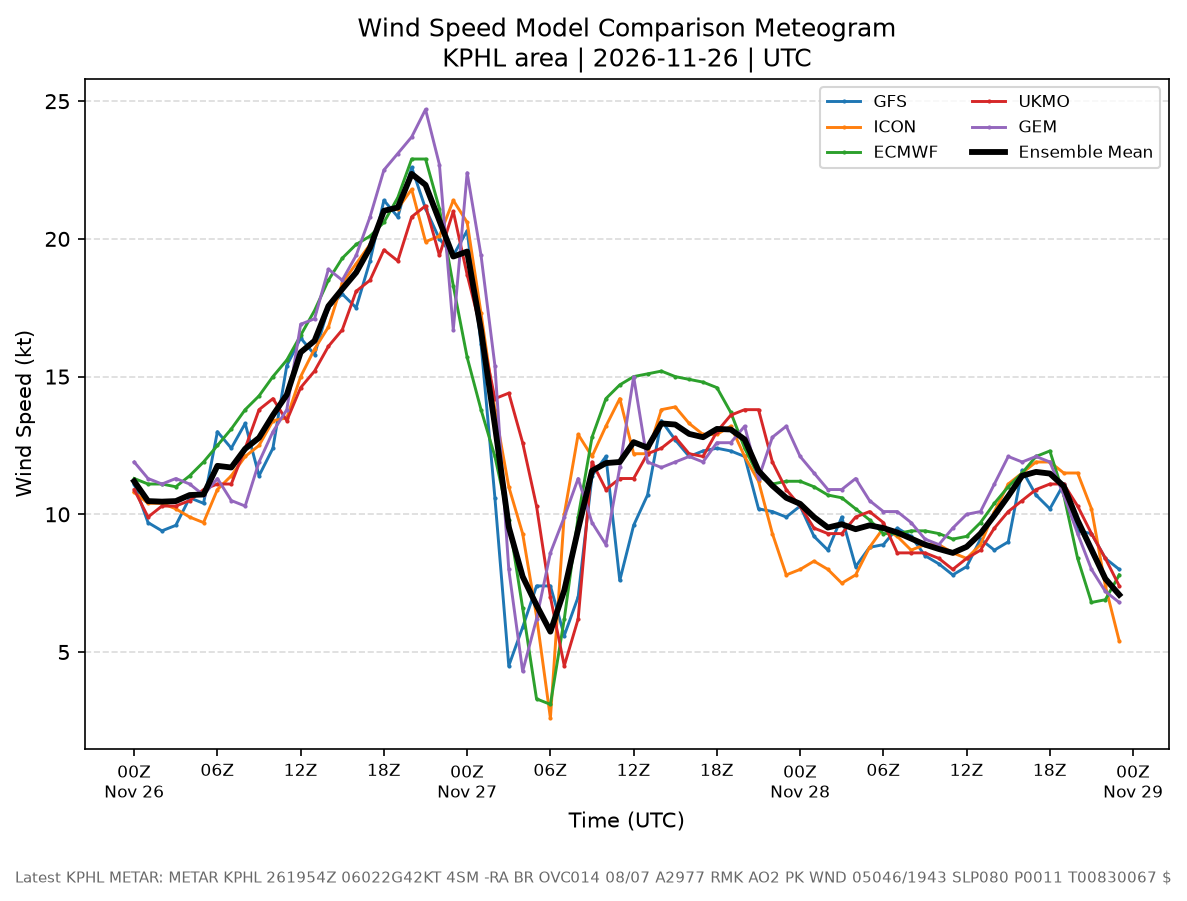 Wind Speed Model Comparison Meteogram
KPHL area | 2026-11-26 | UTC
GFS
ICON
ECMWF
UKMO
GEM
Ensemble Mean
Wind Speed (kt)
25
20
15
10
5
00Z 06Z 12Z 18Z 00Z 06Z 12Z 18Z 00Z 06Z 12Z 18Z 00Z
Nov 26 Nov 27 Nov 28 Nov 29
Time (UTC)
Latest KPHL METAR: METAR KPHL 261954Z 06022G42KT 4SM -RA BR OVC014 08/07 A2977 RMK AO2 PK WND 05046/1943 SLP080 P0011 T00830067 $